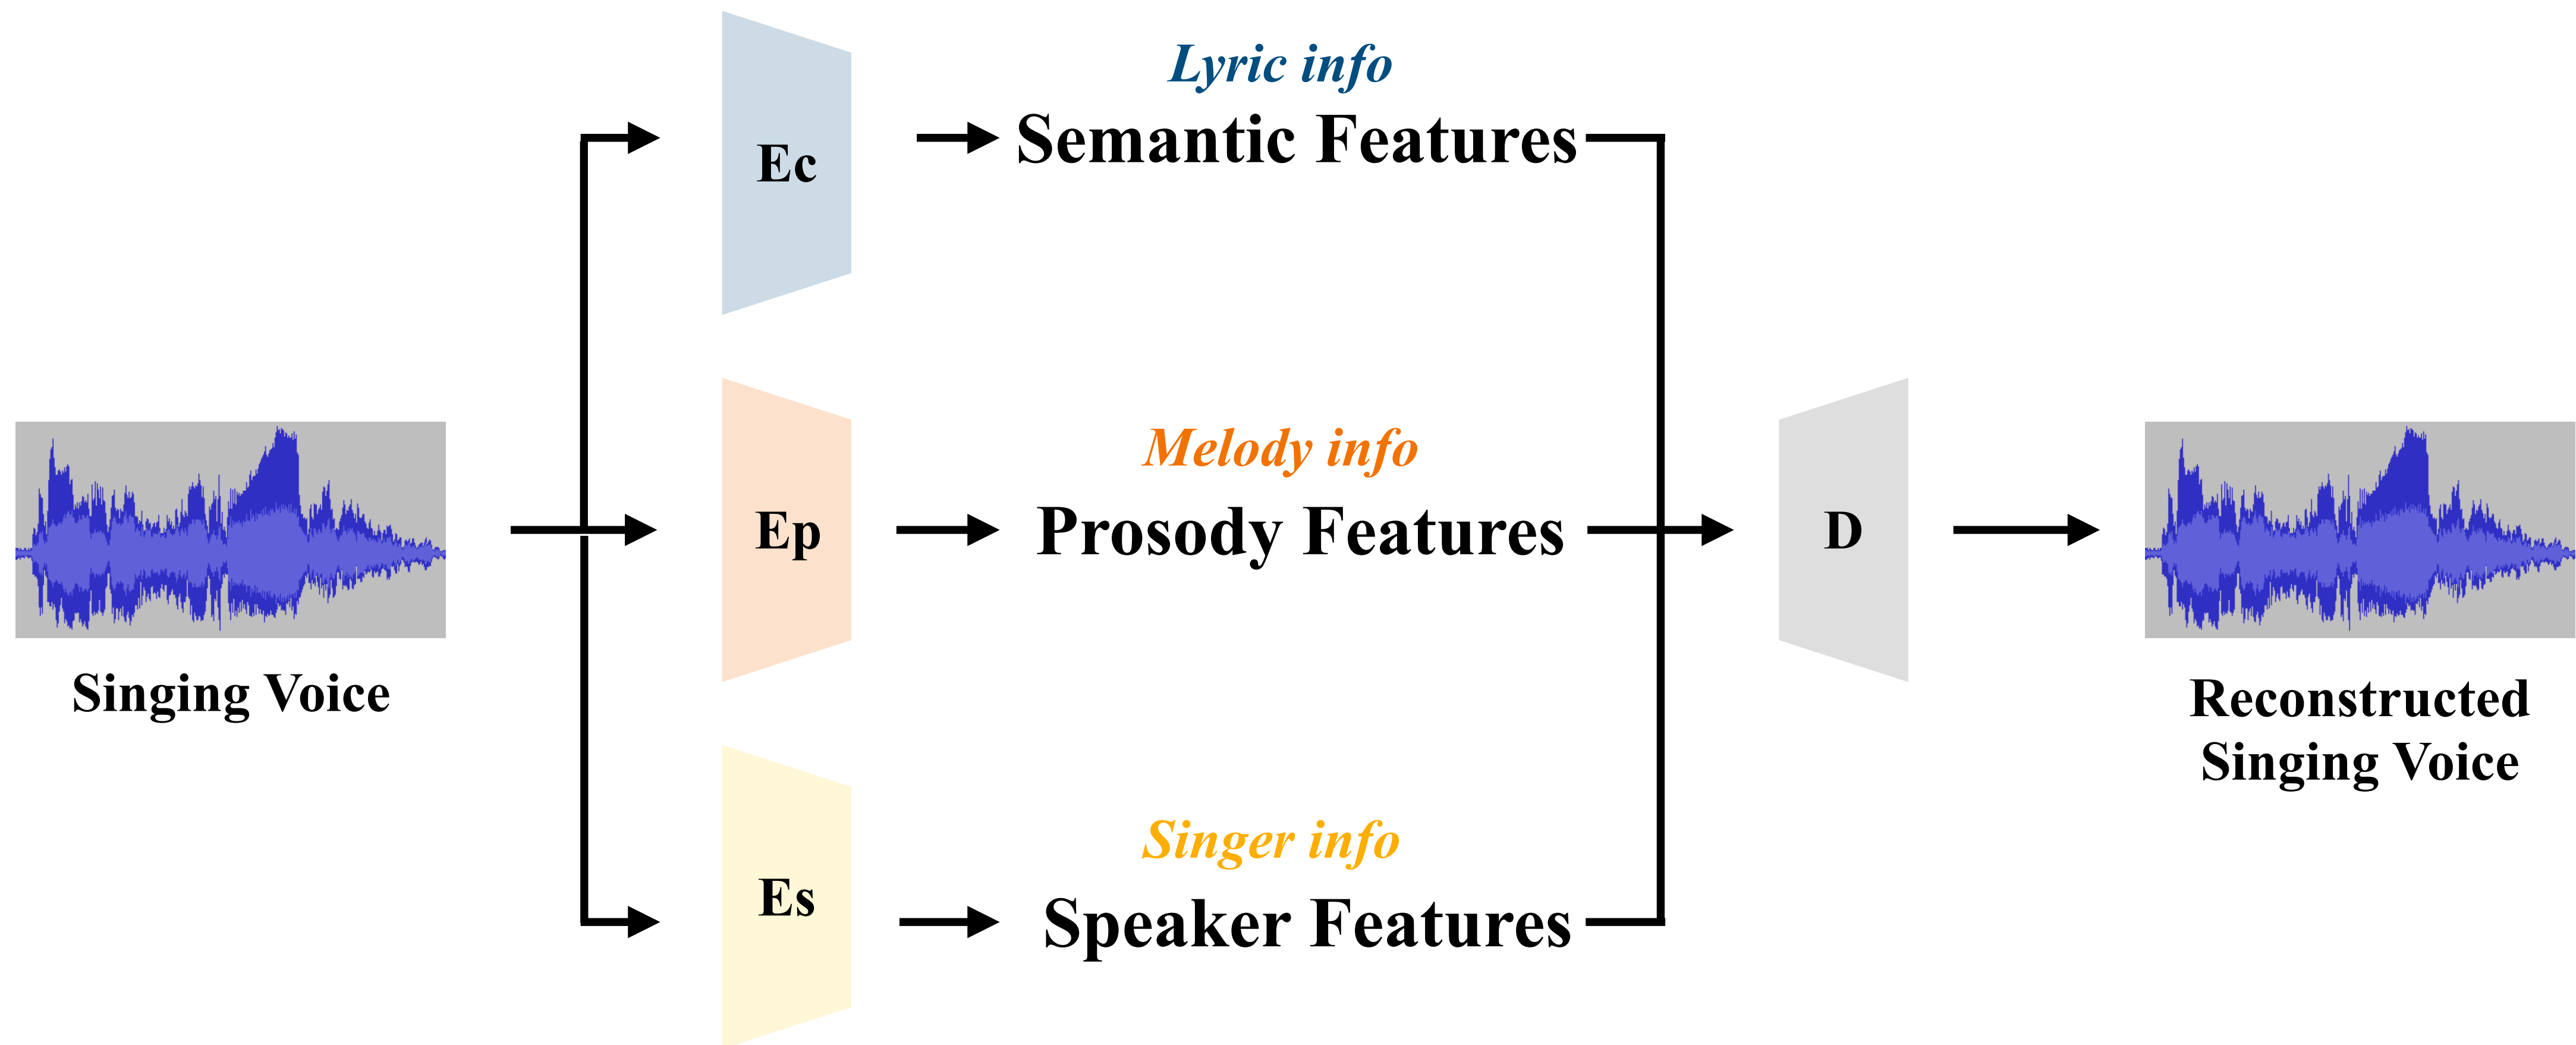 Lyric info
Ec
Semantic Features
Melody info
Ep
Prosody Features
D
Singing Voice
Reconstructed
Singing Voice
Singer info
Es
Speaker Features